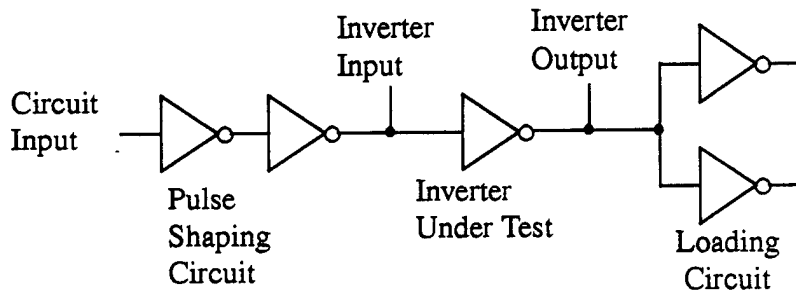 Circuit
Input
Pulse
Shaping
Circuit
Inverter
Input
Inverter
Under Test
Inverter
Output
Loading
Circuit